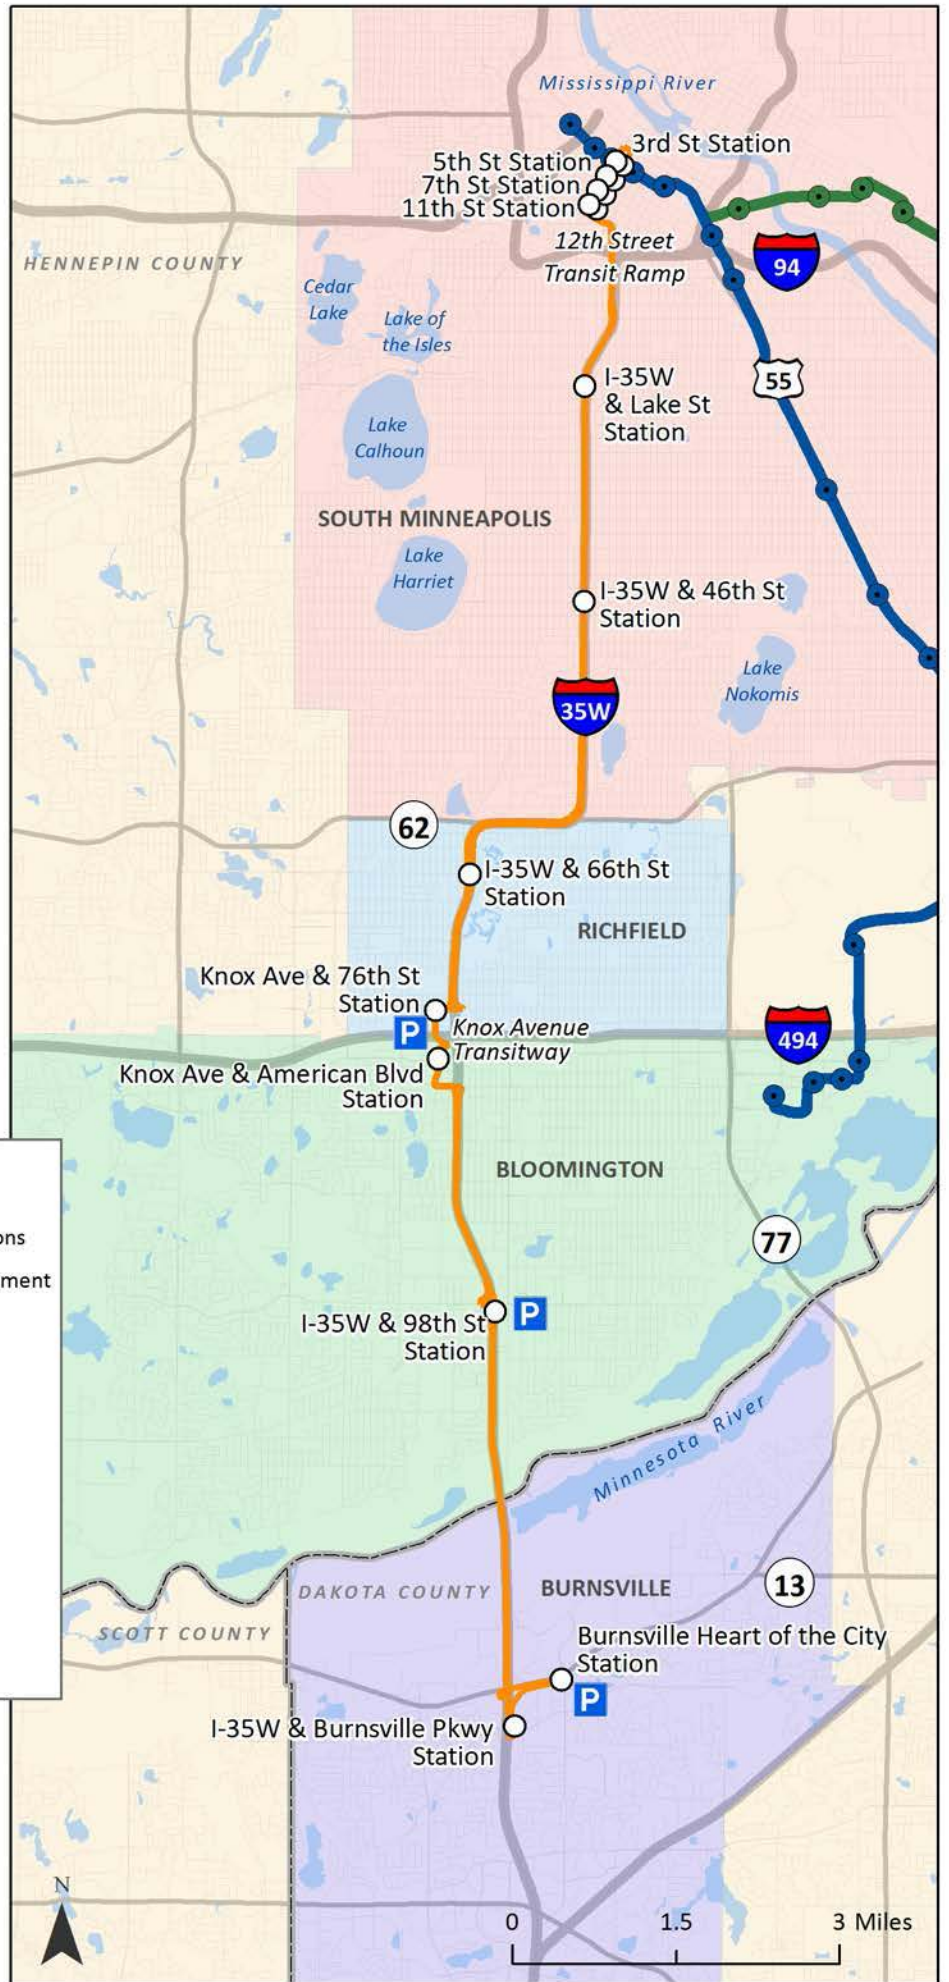 Mississippi River
3rd St Station
5th St Station
7th St Station
11th St Station
12th Street
Transit Ramp
94
HENNEPIN COUNTY
Cedar
Lake
Lake of
the Isles
55
I-35W
& Lake St
Station
Lake
Calhoun
SOUTH MINNEAPOLIS
Lake
Harriet
I-35W & 46th St
Station
Lake
Nokomis
35W
62
I-35W & 66th St
Station
RICHFIELD
Knox Ave & 76th St
Station
P
Knox Avenue
Transitway
494
Knox Ave & American Blvd
Station
BLOOMINGTON
ons
ment
77
I-35W & 98th St
Station
P
Minnesota River
DAKOTA COUNTY
BURNSVILLE
13
SCOTT COUNTY
Burnsville Heart of the City
Station
P
I-35W & Burnsville Pkwy
Station
N
0 1.5 3 Miles